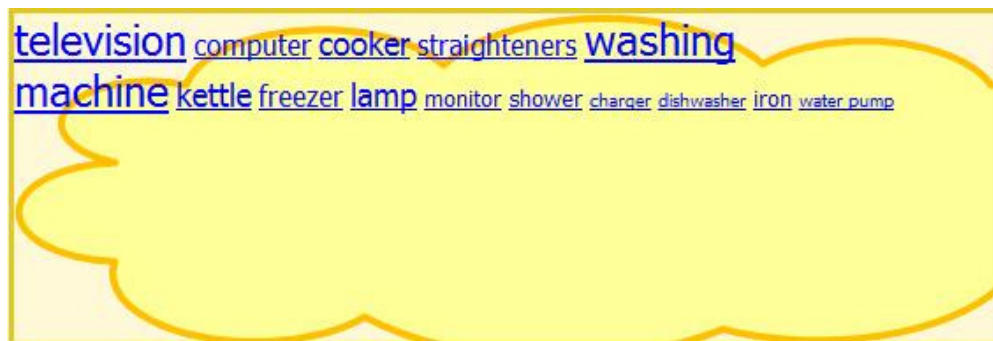 television computer cooker straighteners washing
machine kettle freezer lamp monitor shower charger dishwasher iron water pump